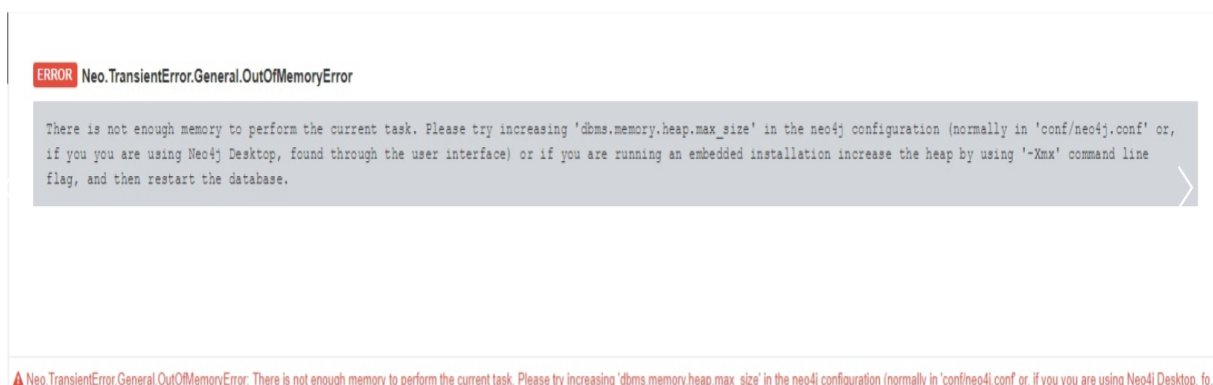 ERROR Neo.TransientError.General.OutOfMemoryError
There is not enough memory to perform the current task. Please try increasing 'dbms.memory.heap.max_size' in the neo4j configuration (normally in 'conf/neo4j.conf' or,
if you you are using Neo4j Desktop, found through the user interface) or if you are running an embedded installation increase the heap by using '-Xmx' command line
flag, and then restart the database.
Neo.TransientError.General.OutOfMemoryError: There is not enough memory to perform the current task. Please try increasing 'dbms.memory.heap.max_size' in the neo4j configuration (normally in 'conf/neo4j.conf' or, if you you are using Neo4j Desktop, fo